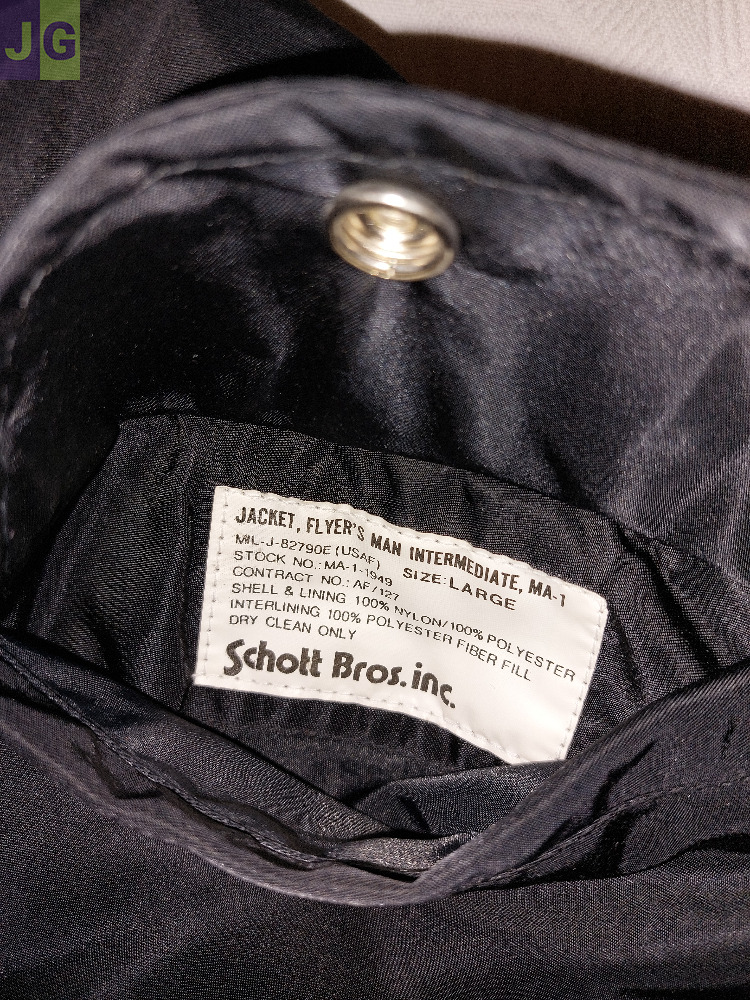 JG
JACKET, FLYER'S MAN INTERMEDIATE, MA-1
MIL-J-82790E (USAF) SIZE: LARGE
STOCK NO.: MA-1-1949
CONTRACT NO.: AF/127
SHELL & LINING 100% NYLON/100% POLYESTER
INTERLINING 100% POLYESTER FIBER FILL
DRY CLEAN ONLY
Schott Bros. inc.